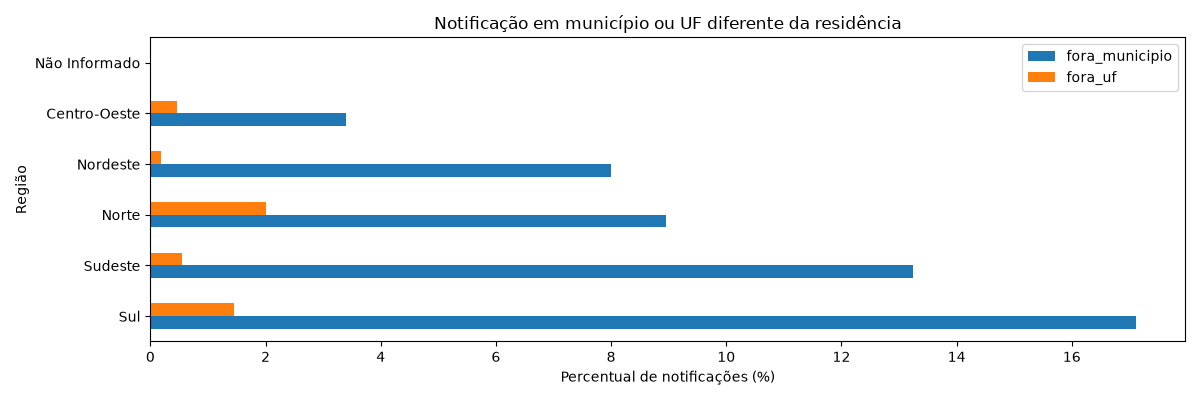 Notificação em município ou UF diferente da residência
fora_municipio
fora_uf
Região
Não Informado
Centro-Oeste
Nordeste
Norte
Sudeste
Sul
0 2 4 6 8 10 12 14 16
Percentual de notificações (%)